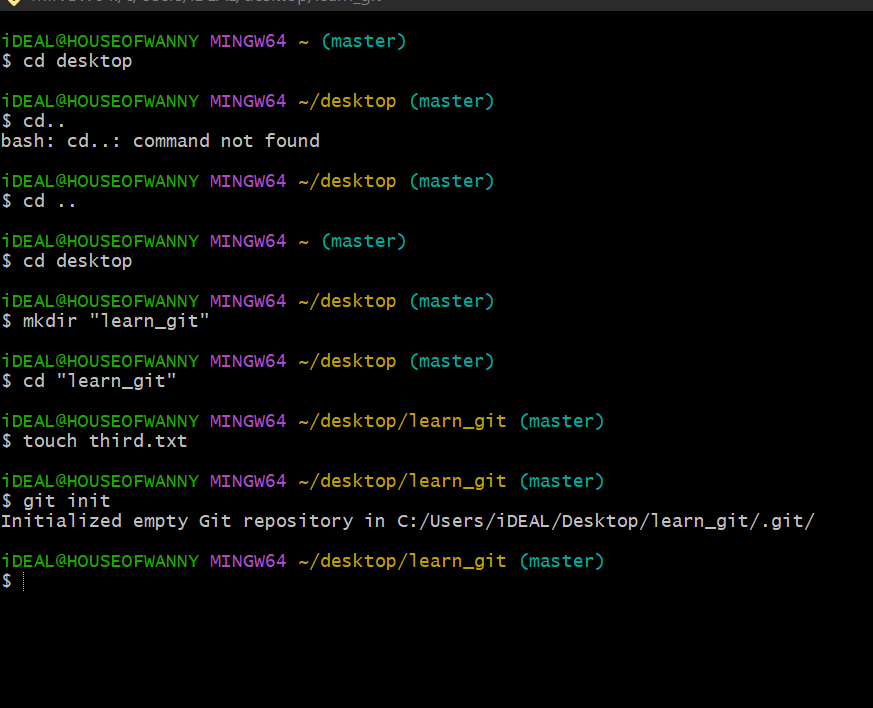 iDEAL@HOUSEOFWANNY MINGW64 ~ (master)
$ cd desktop
iDEAL@HOUSEOFWANNY MINGW64 ~/desktop (master)
$ cd..
bash: cd..: command not found
iDEAL@HOUSEOFWANNY MINGW64 ~/desktop (master)
$ cd ..
iDEAL@HOUSEOFWANNY MINGW64 ~ (master)
$ cd desktop
iDEAL@HOUSEOFWANNY MINGW64 ~/desktop (master)
$ mkdir "learn_git"
iDEAL@HOUSEOFWANNY MINGW64 ~/desktop (master)
$ cd "learn_git"
iDEAL@HOUSEOFWANNY MINGW64 ~/desktop/learn_git (master)
$ touch third.txt
iDEAL@HOUSEOFWANNY MINGW64 ~/desktop/learn_git (master)
$ git init
Initialized empty Git repository in C:/Users/iDEAL/Desktop/learn_git/.git/
iDEAL@HOUSEOFWANNY MINGW64 ~/desktop/learn_git (master)
$